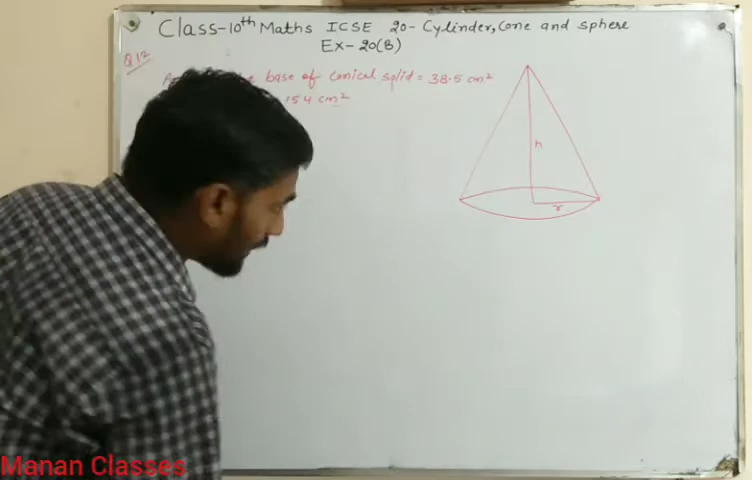 Class-10th Maths ICSE 20- Cylinder, Cone and sphere
Ex-20(B)
Q12
base of conical solid = 38.5 cm²
154 cm²
h
r
Manan Classes